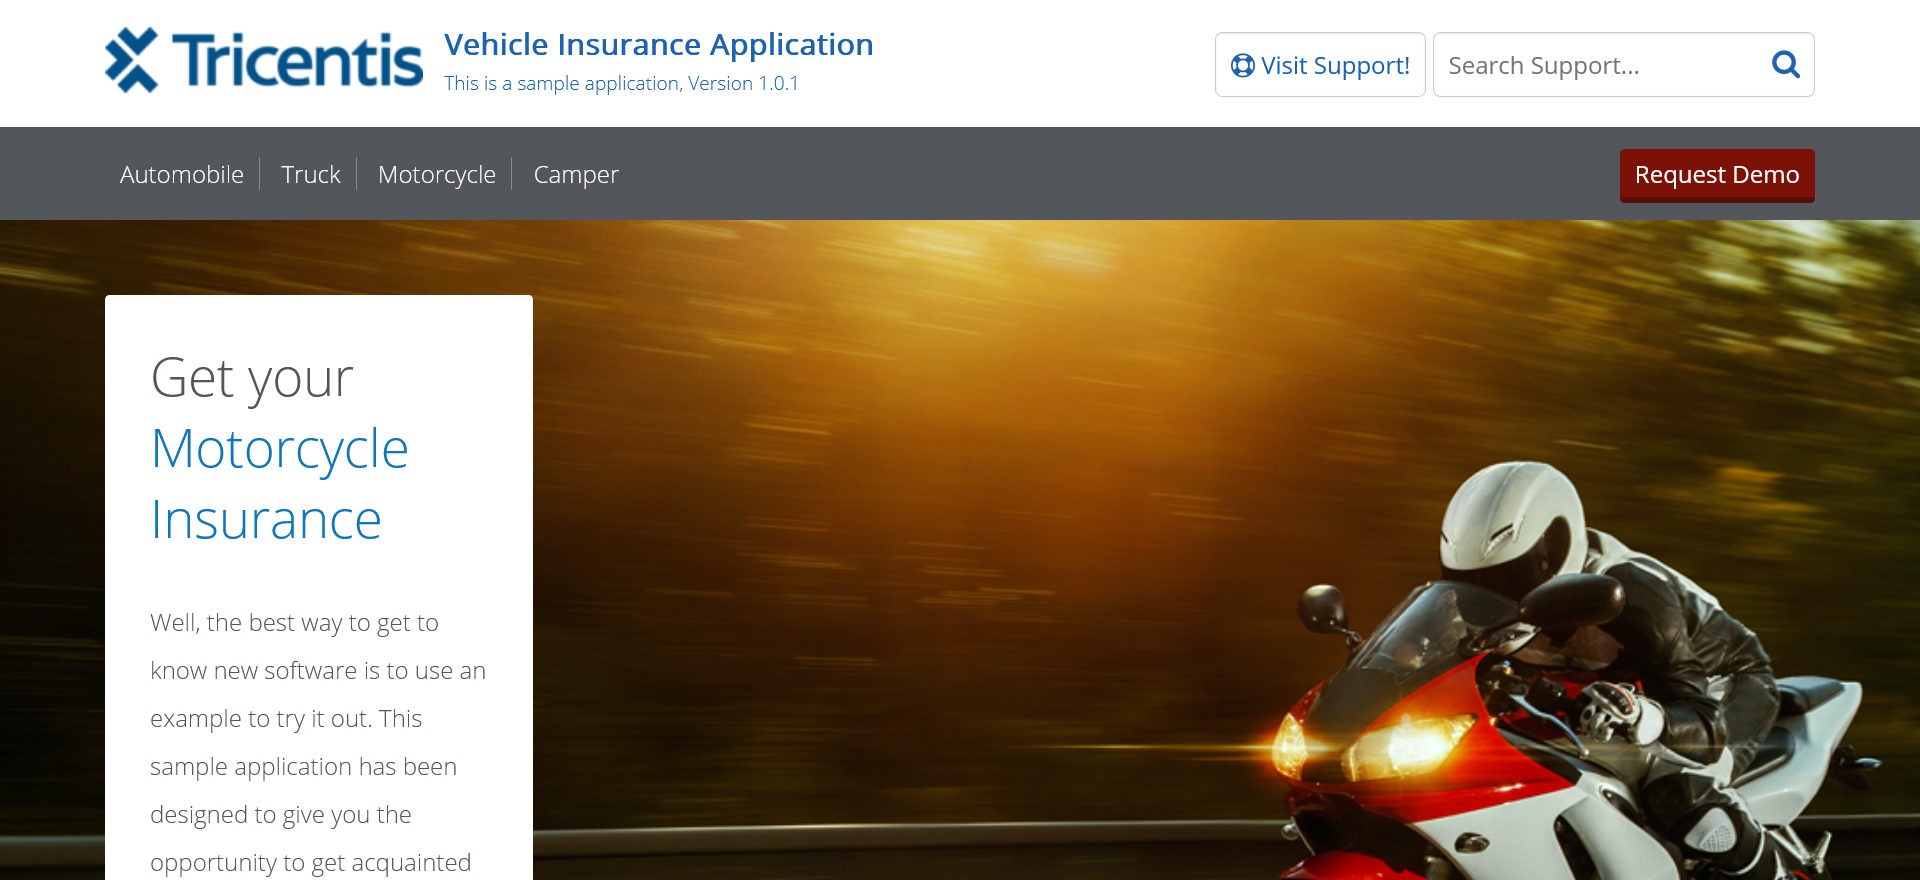 Tricentis
Vehicle Insurance Application
This is a sample application, Version 1.0.1
Visit Support!
Search Support...
Automobile
Truck
Motorcycle
Camper
Request Demo
Get your
Motorcycle
Insurance
Well, the best way to get to
know new software is to use an
example to try it out. This
sample application has been
designed to give you the
opportunity to get acquainted